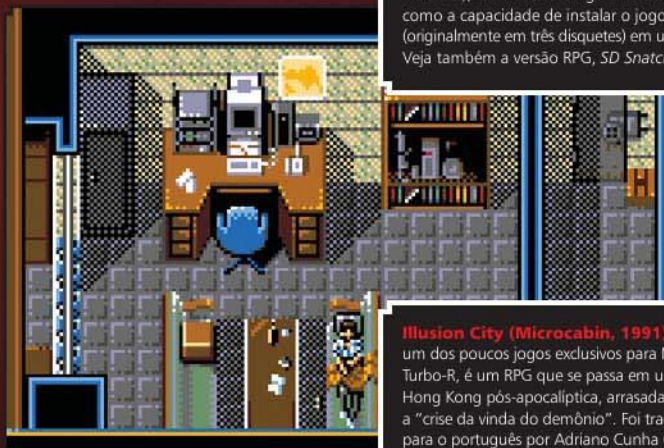 como a capacidade de instalar o jogo
(originalmente em três disquetes) em u
Veja também a versão RPG, SD Snatc
Illusion City (Microcabin, 1991)
um dos poucos jogos exclusivos para
Turbo-R, é um RPG que se passa em u
Hong Kong pós-apocalíptica, arrasada
a "crise da vinda do demônio". Foi tra
para o português por Adriano Cunha